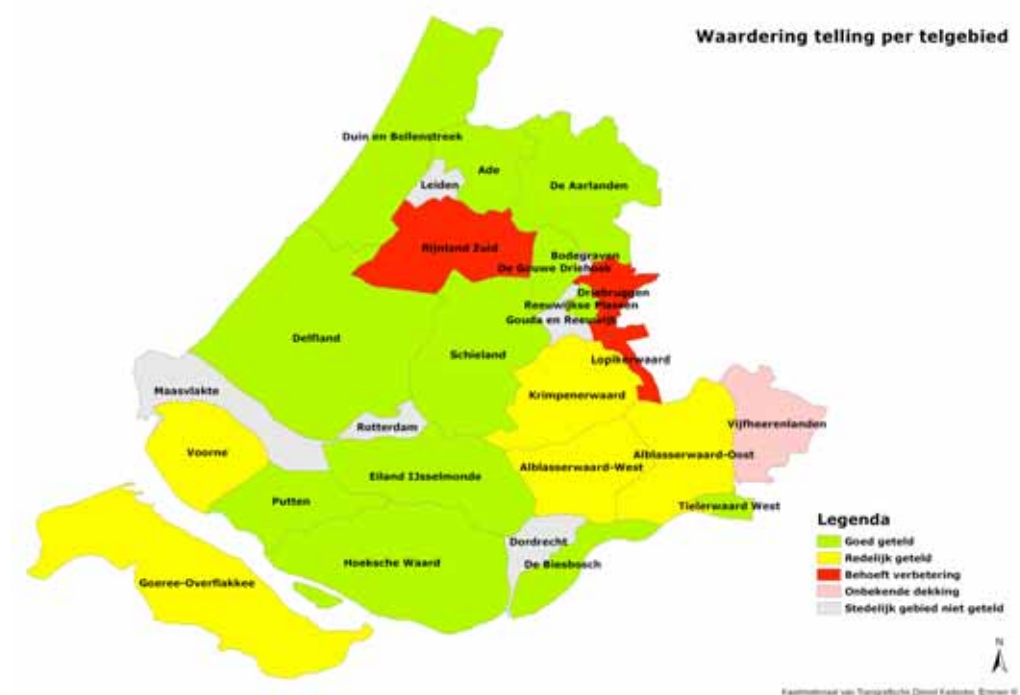 Waardering telling per telgebied
Duin en Bollenstreek
Ade
Leiden
De Aarlanden
Rijnland Zuid
Bodegraven
De Gouwe Driehoek
Driebruggen
Reeuwijkse Plassen
Gouda en Reeuwijk
Delfland
Schieland
Lopikerwaard
Maasvlakte
Krimpenerwaard
Rotterdam
Vijfheerenlanden
Voorne
Alblasserwaard-Oost
Alblasserwaard-West
Eiland IJsselmonde
Putten
Tielerwaard West
Legenda
Goed geteld
Redelijk geteld
Behoeft verbetering
Onbekende dekking
Stedelijk gebied niet geteld
Dordrecht
De Biesbosch
Hoeksche Waard
Goeree-Overflakkee
N